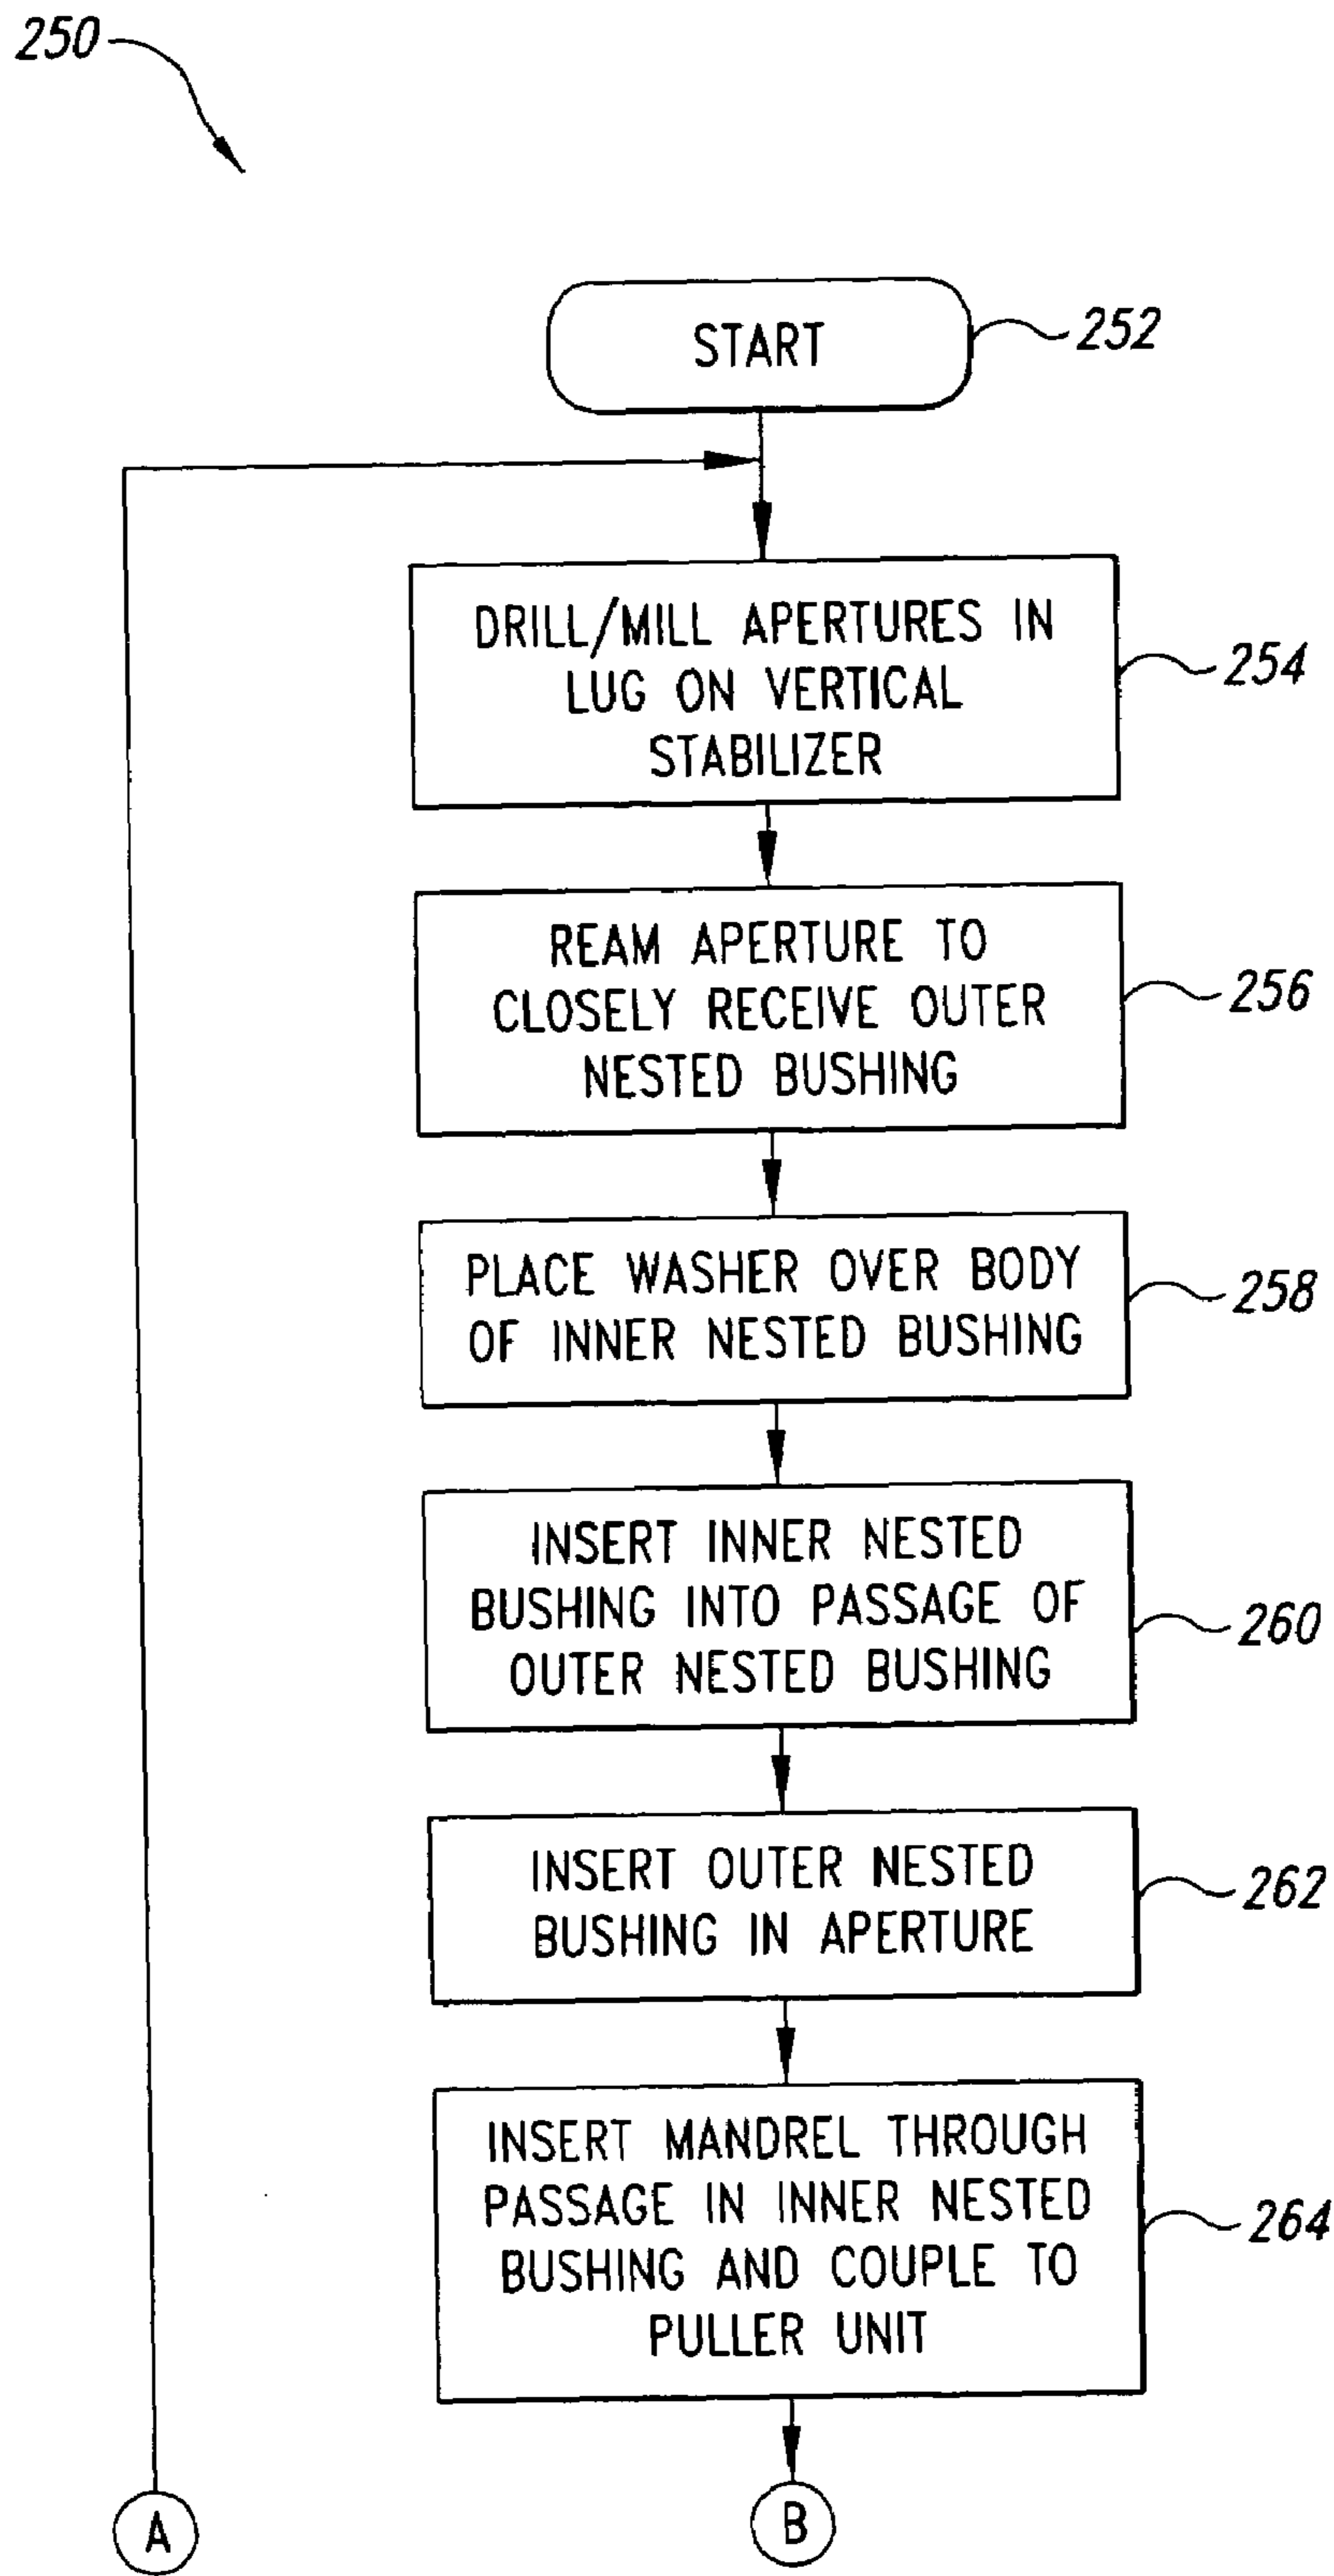 250
START
252
DRILL/MILL APERTURES IN
LUG ON VERTICAL
STABILIZER
254
REAM APERTURE TO
CLOSELY RECEIVE OUTER
NESTED BUSHING
256
PLACE WASHER OVER BODY
OF INNER NESTED BUSHING
258
INSERT INNER NESTED
BUSHING INTO PASSAGE OF
OUTER NESTED BUSHING
260
INSERT OUTER NESTED
BUSHING IN APERTURE
262
INSERT MANDREL THROUGH
PASSAGE IN INNER NESTED
BUSHING AND COUPLE TO
PULLER UNIT
264
A
B